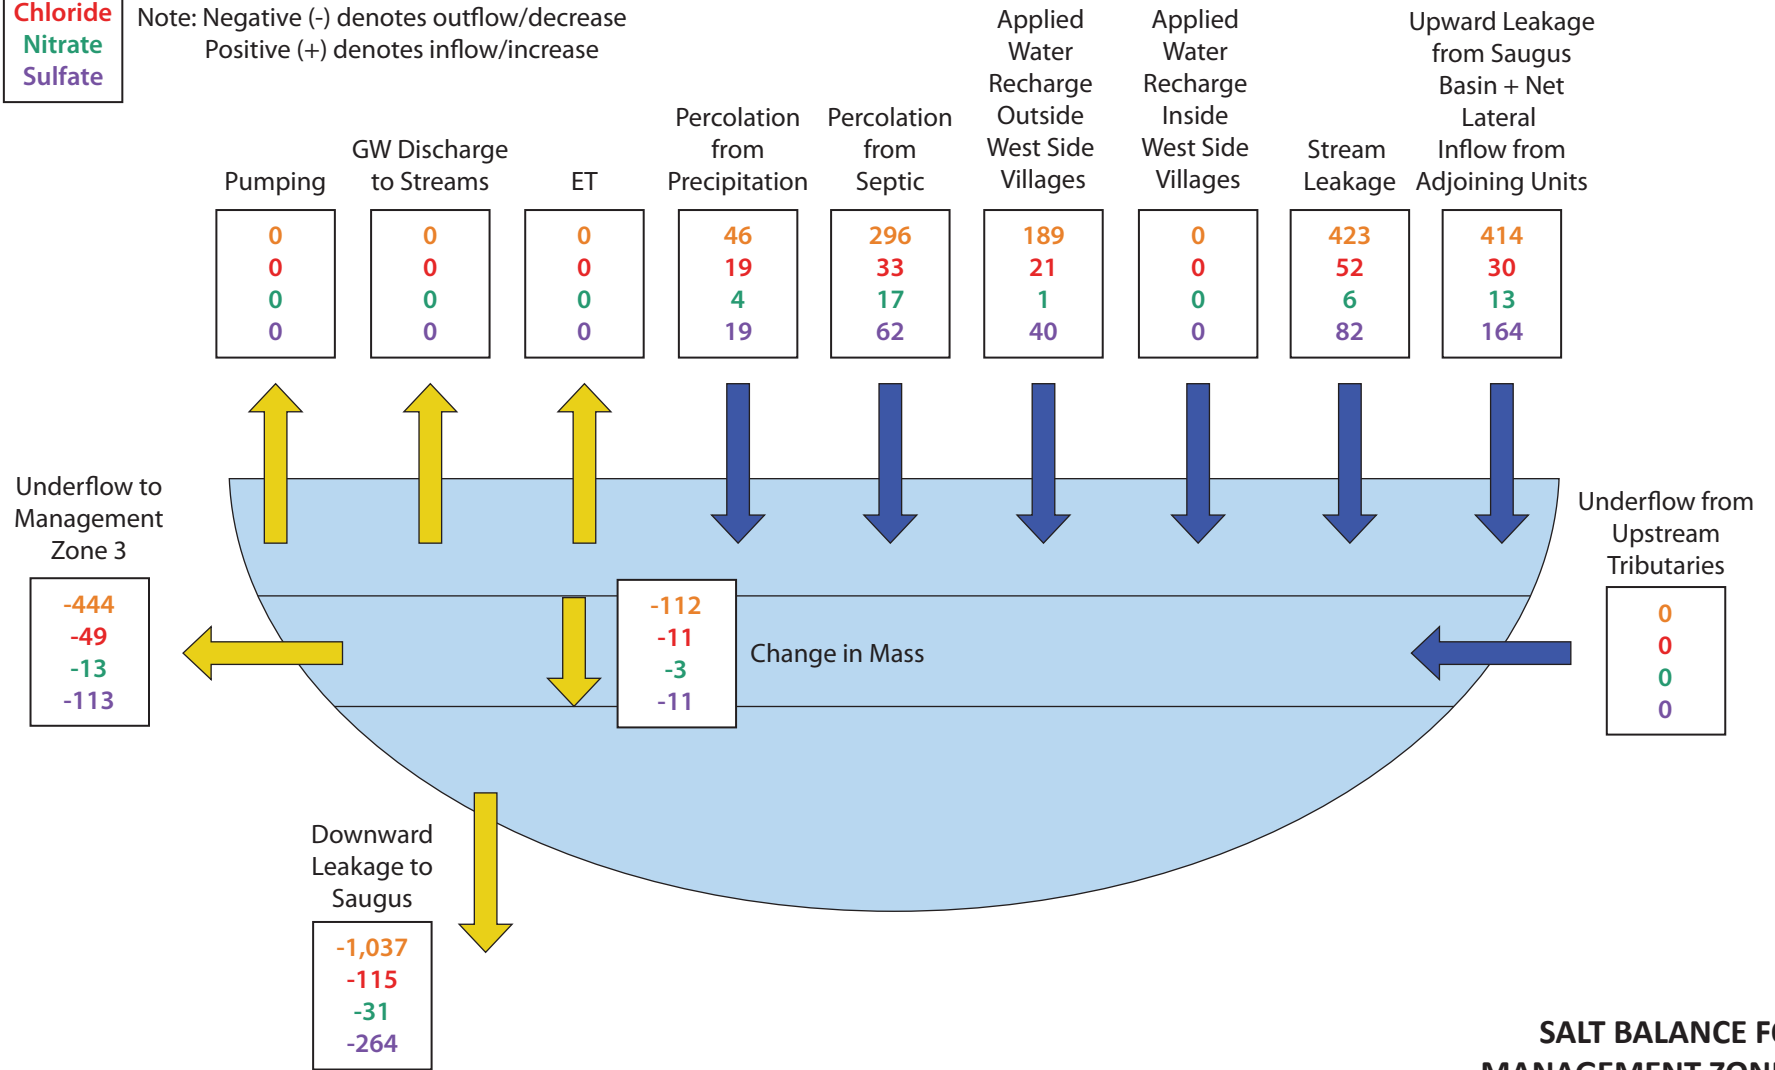 Chloride
Nitrate
Sulfate
Note: Negative (-) denotes outflow/decrease
Positive (+) denotes inflow/increase
Pumping
0
0
0
0
GW Discharge
to Streams
0
0
0
0
ET
0
0
0
0
Percolation
from
Precipitation
46
19
4
19
Percolation
from
Septic
296
33
17
62
Applied
Water
Recharge
Outside
West Side
Villages
189
21
1
40
Applied
Water
Recharge
Inside
West Side
Villages
0
0
0
0
Stream
Leakage
423
52
6
82
Upward Leakage
from Saugus
Basin + Net
Lateral
Inflow from
Adjoining Units
414
30
13
164
Underflow to
Management
Zone 3
-444
-49
-13
-113
-112
-11
-3
-11
Change in Mass
Underflow from
Upstream
Tributaries
0
0
0
0
Downward
Leakage to
Saugus
-1,037
-115
-31
-264
SALT BALANCE
MANAGEMENT